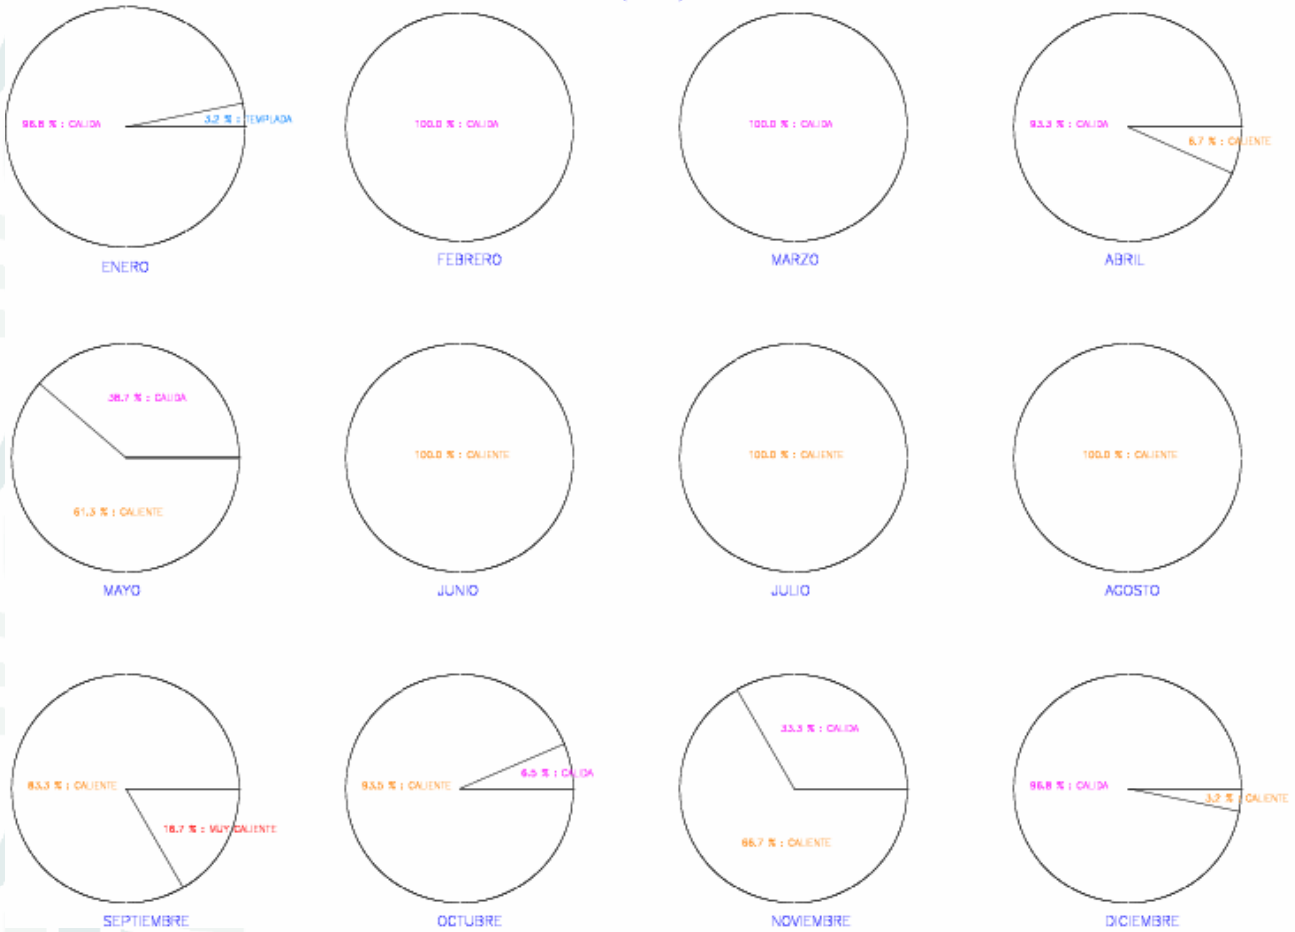 96.8 % : CALIDA
3.2 % : TEMPLADA
ENERO
100.0 % : CALIDA
FEBRERO
100.0 % : CALIDA
MARZO
93.3 % : CALIDA
6.7 % : CALIENTE
ABRIL
38.7 % : CALIDA
61.3 % : CALIENTE
MAYO
100.0 % : CALIENTE
JUNIO
100.0 % : CALIENTE
JULIO
100.0 % : CALIENTE
AGOSTO
83.3 % : CALIENTE
16.7 % : MUY CALIENTE
SEPTIEMBRE
93.5 % : CALIENTE
6.5 % : CALIDA
OCTUBRE
33.3 % : CALIDA
66.7 % : CALIENTE
NOVIEMBRE
96.8 % : CALIDA
3.2 % : CALIENTE
DICIEMBRE